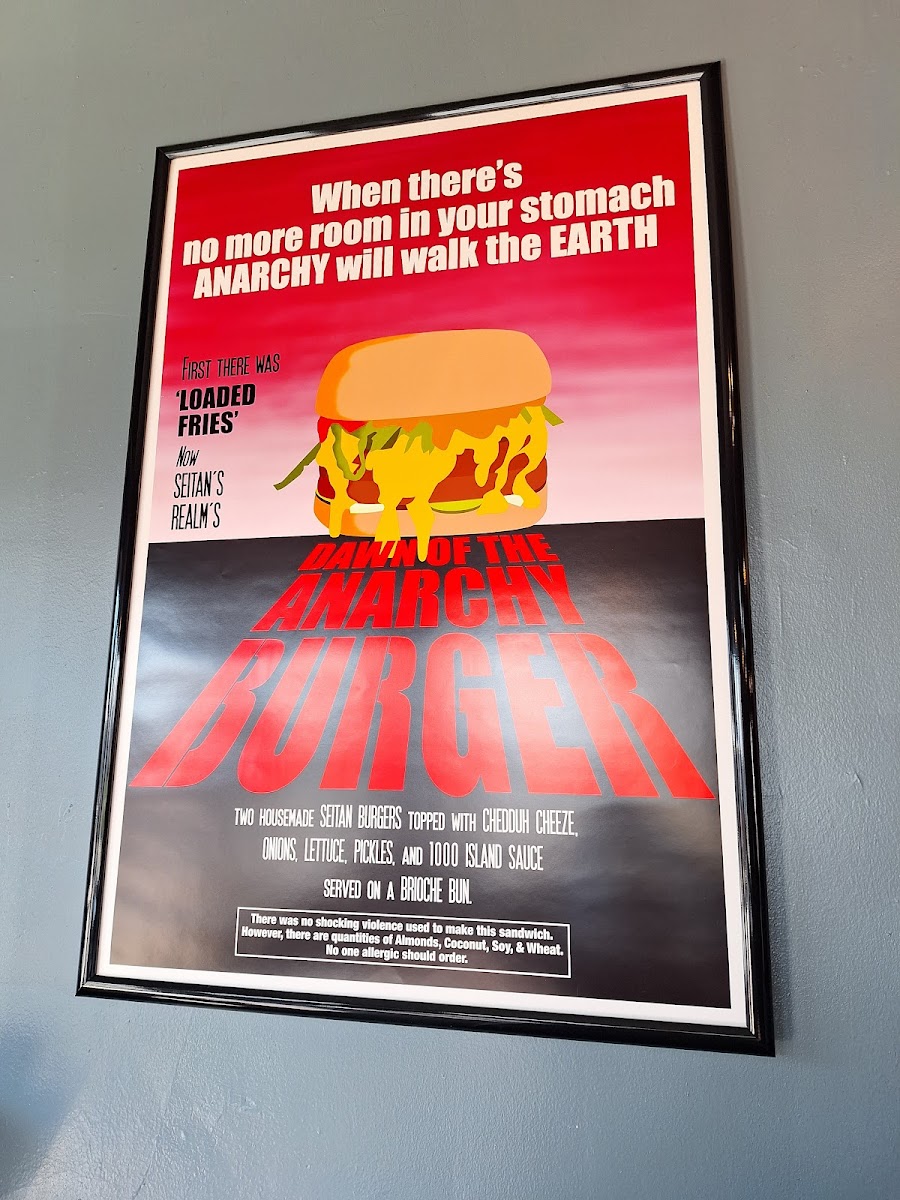 When there's
no more room in your stomach
ANARCHY will walk the EARTH
FIRST THERE WAS
'LOADED
FRIES'
NOW
SEITAN'S
REALM'S
DAWN OF THE
ANARCHY
BURGER
TWO HOUSEMADE SEITAN BURGERS TOPPED WITH CHEDDUH CHEEZE,
ONIONS, LETTUCE, PICKLES, AND 1000 ISLAND SAUCE
SERVED ON A BRIOCHE BUN.
There was no shocking violence used to make this sandwich.
However, there are quantities of Almonds, Coconut, Soy, & Wheat.
No one allergic should order.